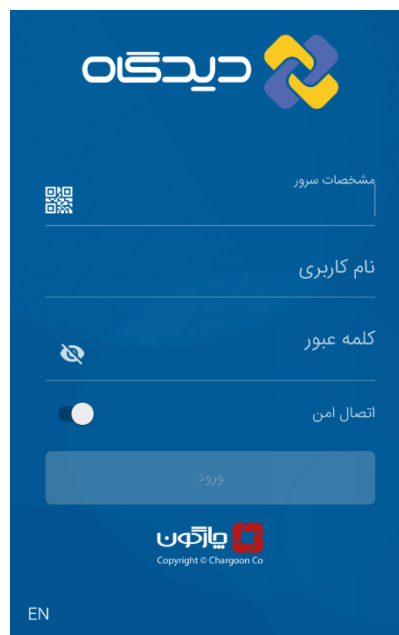 دیدگاه
مشخصات سرور
نام کاربری
کلمه عبور
اتصال امن
ورود
چارگون
Copyright © Chargoon Co
EN